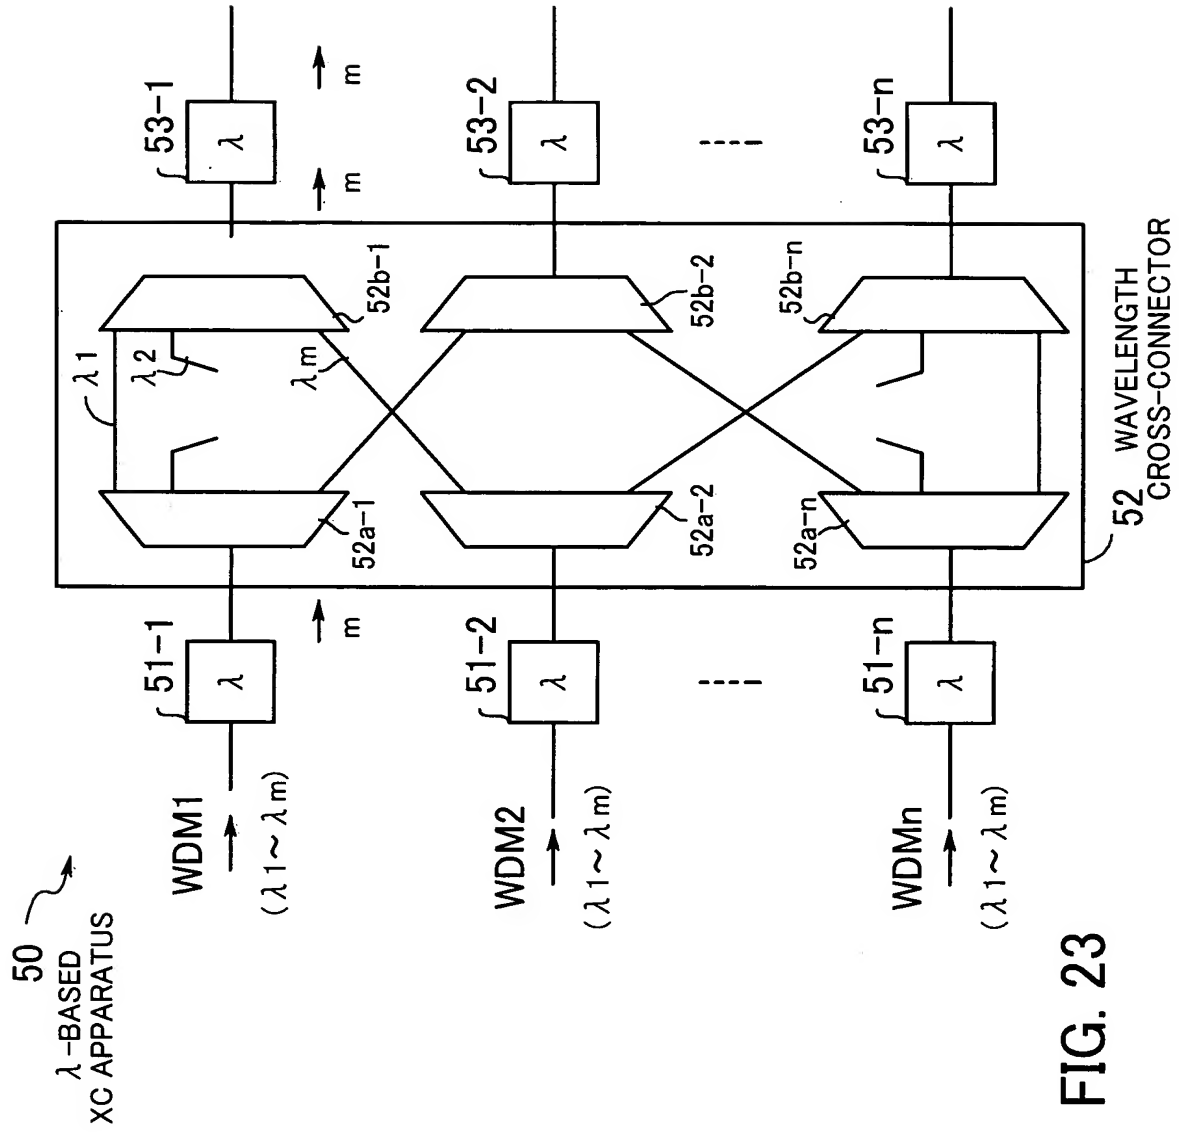 50
λ-BASED
XC APPARATUS
WDM1
(λ1~λm)
51-1
λ
m
52a-1
λ1
λ2
λm
52b-1
m
53-1
λ
m
WDM2
(λ1~λm)
51-2
λ
52a-2
52b-2
53-2
λ
WDMn
(λ1~λm)
51-n
λ
52a-n
52b-n
53-n
λ
52 WAVELENGTH
CROSS-CONNECTOR
FIG. 23